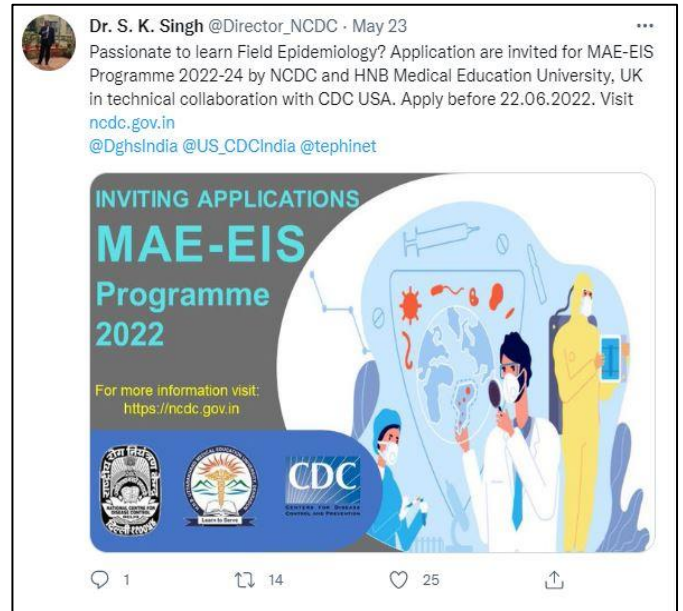 Dr. S. K. Singh @Director_NCDC · May 23
Passionate to learn Field Epidemiology? Application are invited for MAE-EIS
Programme 2022-24 by NCDC and HNB Medical Education University, UK
in technical collaboration with CDC USA. Apply before 22.06.2022. Visit
ncdc.gov.in
@DghsIndia @US_CDCIndia @tephinet
INVITING APPLICATIONS
MAE-EIS
Programme
2022
For more information visit:
https://ncdc.gov.in
राष्ट्रीय रोग नियंत्रण केन्द्र
NATIONAL CENTRE FOR
DISEASE CONTROL
Learn to Serve
CDC
CENTERS FOR DISEASE
CONTROL AND PREVENTION
1
14
25